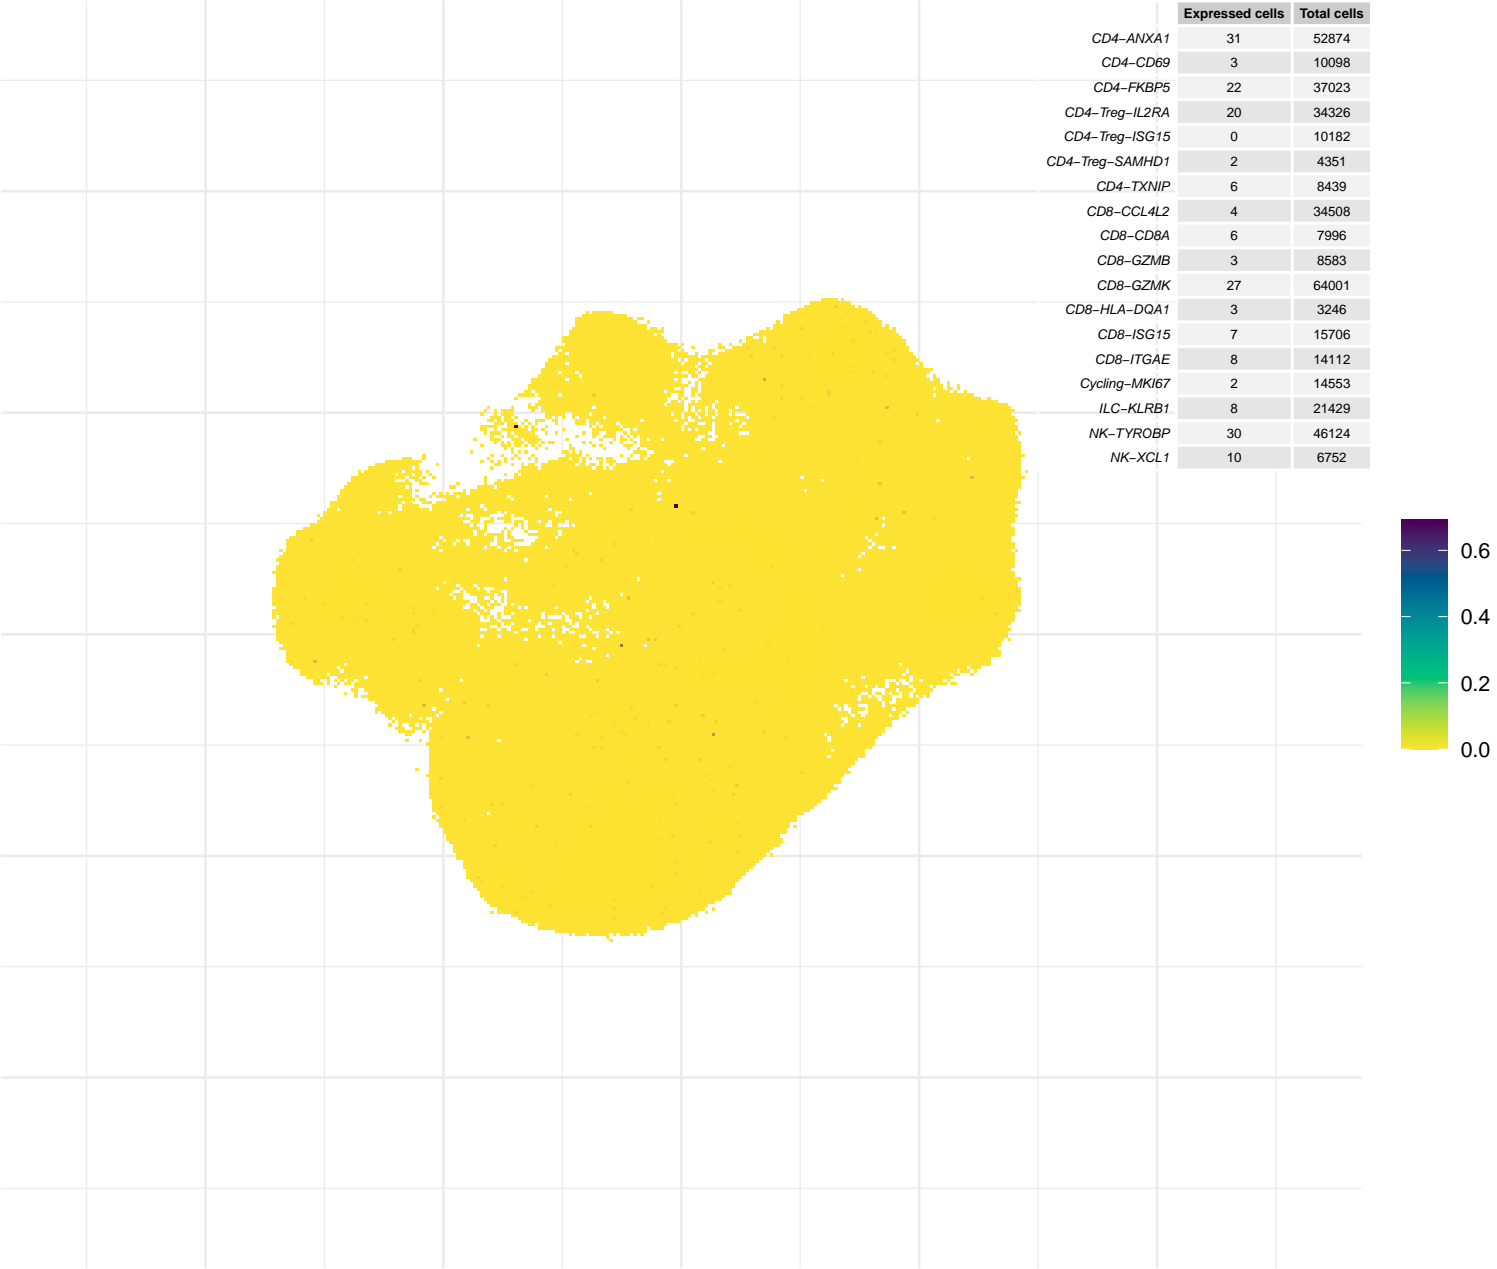 Expressed cells Total cells
CD4−ANXA1 31 52874
CD4−CD69 3 10098
CD4−FKBP5 22 37023
CD4−Treg−IL2RA 20 34326
CD4−Treg−ISG15 0 10182
CD4−Treg−SAMHD1 2 4351
CD4−TXNIP 6 8439
CD8−CCL4L2 4 34508
CD8−CD8A 6 7996
CD8−GZMB 3 8583
CD8−GZMK 27 64001
CD8−HLA−DQA1 3 3246
CD8−ISG15 7 15706
CD8−ITGAE 8 14112
Cycling−MKI67 2 14553
ILC−KLRB1 8 21429
NK−TYROBP 30 46124
NK−XCL1 10 6752
0.6
0.4
0.2
0.0